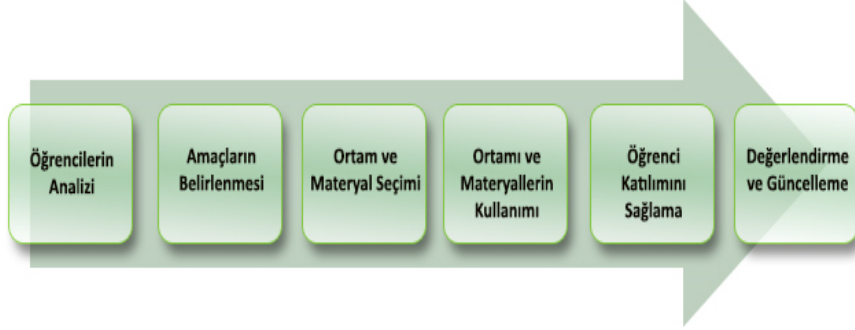 Öğrencilerin
Analizi
Amaçların
Belirlenmesi
Ortam ve
Materyal Seçimi
Ortamı ve
Materyallerin
Kullanımı
Öğrenci
Katılımını
Sağlama
Değerlendirme
ve Güncelleme